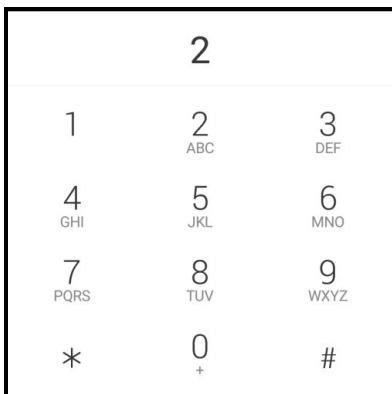 2
1 2 3
ABC DEF
4 5 6
GHI JKL MNO
7 8 9
PQRS TUV WXYZ
* 0 #
+